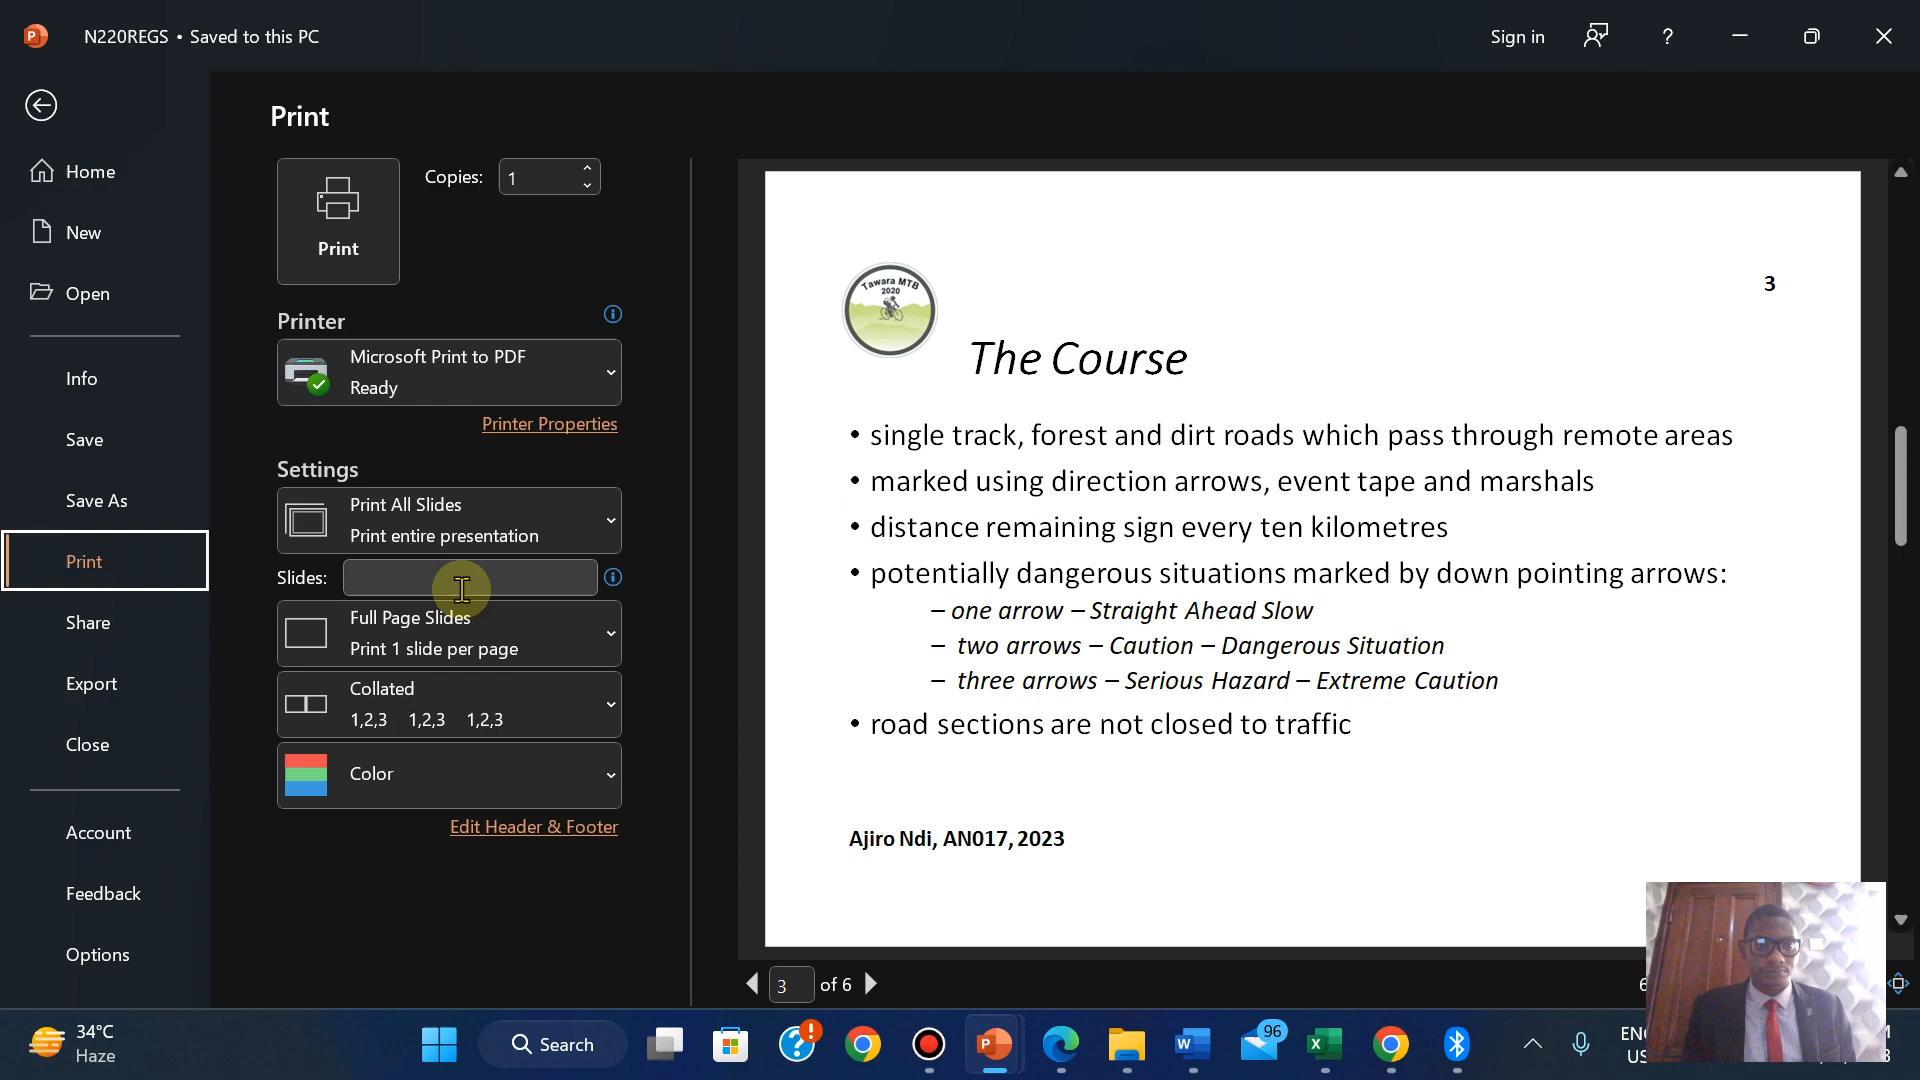 N220REGS • Saved to this PC
Sign in
?
Print
Home
New
Open
Info
Save
Save As
Print
Share
Export
Close
Account
Feedback
Options
Print
Copies: 1
Printer
Microsoft Print to PDF
Ready
Printer Properties
Settings
Print All Slides
Print entire presentation
Slides:
Full Page Slides
Print 1 slide per page
Collated
1,2,3 1,2,3 1,2,3
Color
Edit Header & Footer
Tawara MTB
2020
3
The Course
• single track, forest and dirt roads which pass through remote areas
• marked using direction arrows, event tape and marshals
• distance remaining sign every ten kilometres
• potentially dangerous situations marked by down pointing arrows:
– one arrow – Straight Ahead Slow
– two arrows – Caution – Dangerous Situation
– three arrows – Serious Hazard – Extreme Caution
• road sections are not closed to traffic
Ajiro Ndi, AN017, 2023
3 of 6
34°C
Haze
Search
96